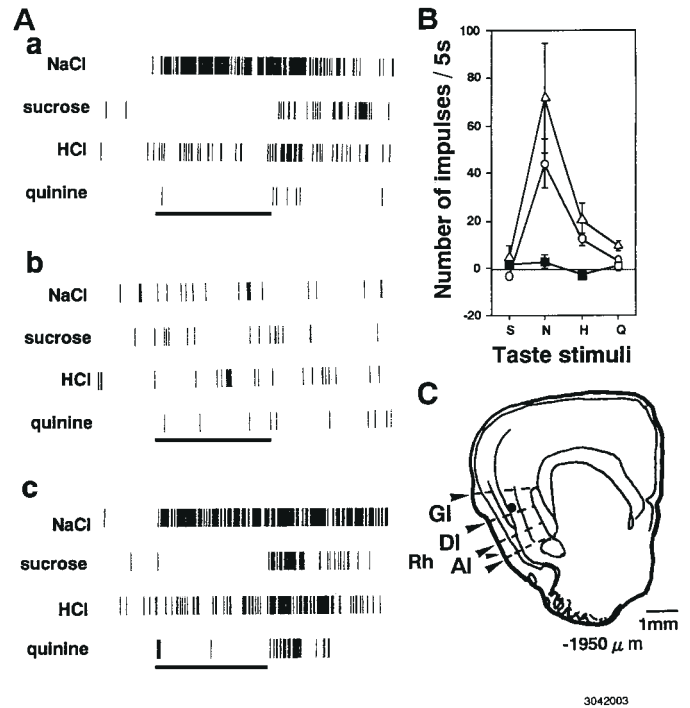 A
a
NaCl
sucrose
HCl
quinine
b
NaCl
sucrose
HCl
quinine
c
NaCl
sucrose
HCl
quinine
B
Number of impulses / 5s
100
80
60
40
20
0
-20
S N H Q
Taste stimuli
C
GI
DI
Rh AI
1mm
-1950 μ m
3042003